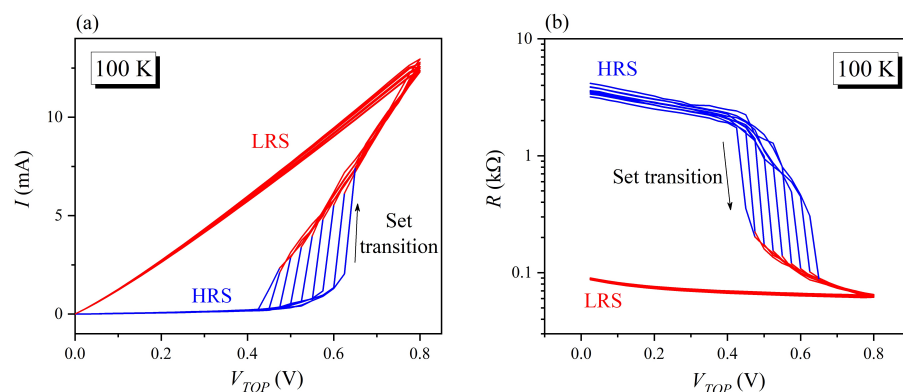 (a)
100 K
LRS
HRS
Set
transition
I (mA)
10
5
0
0.0 0.2 0.4 0.6 0.8
V_TOP (V)
(b)
100 K
HRS
Set transition
LRS
R (kΩ)
10
1
0.1
0.0 0.2 0.4 0.6 0.8
V_TOP (V)